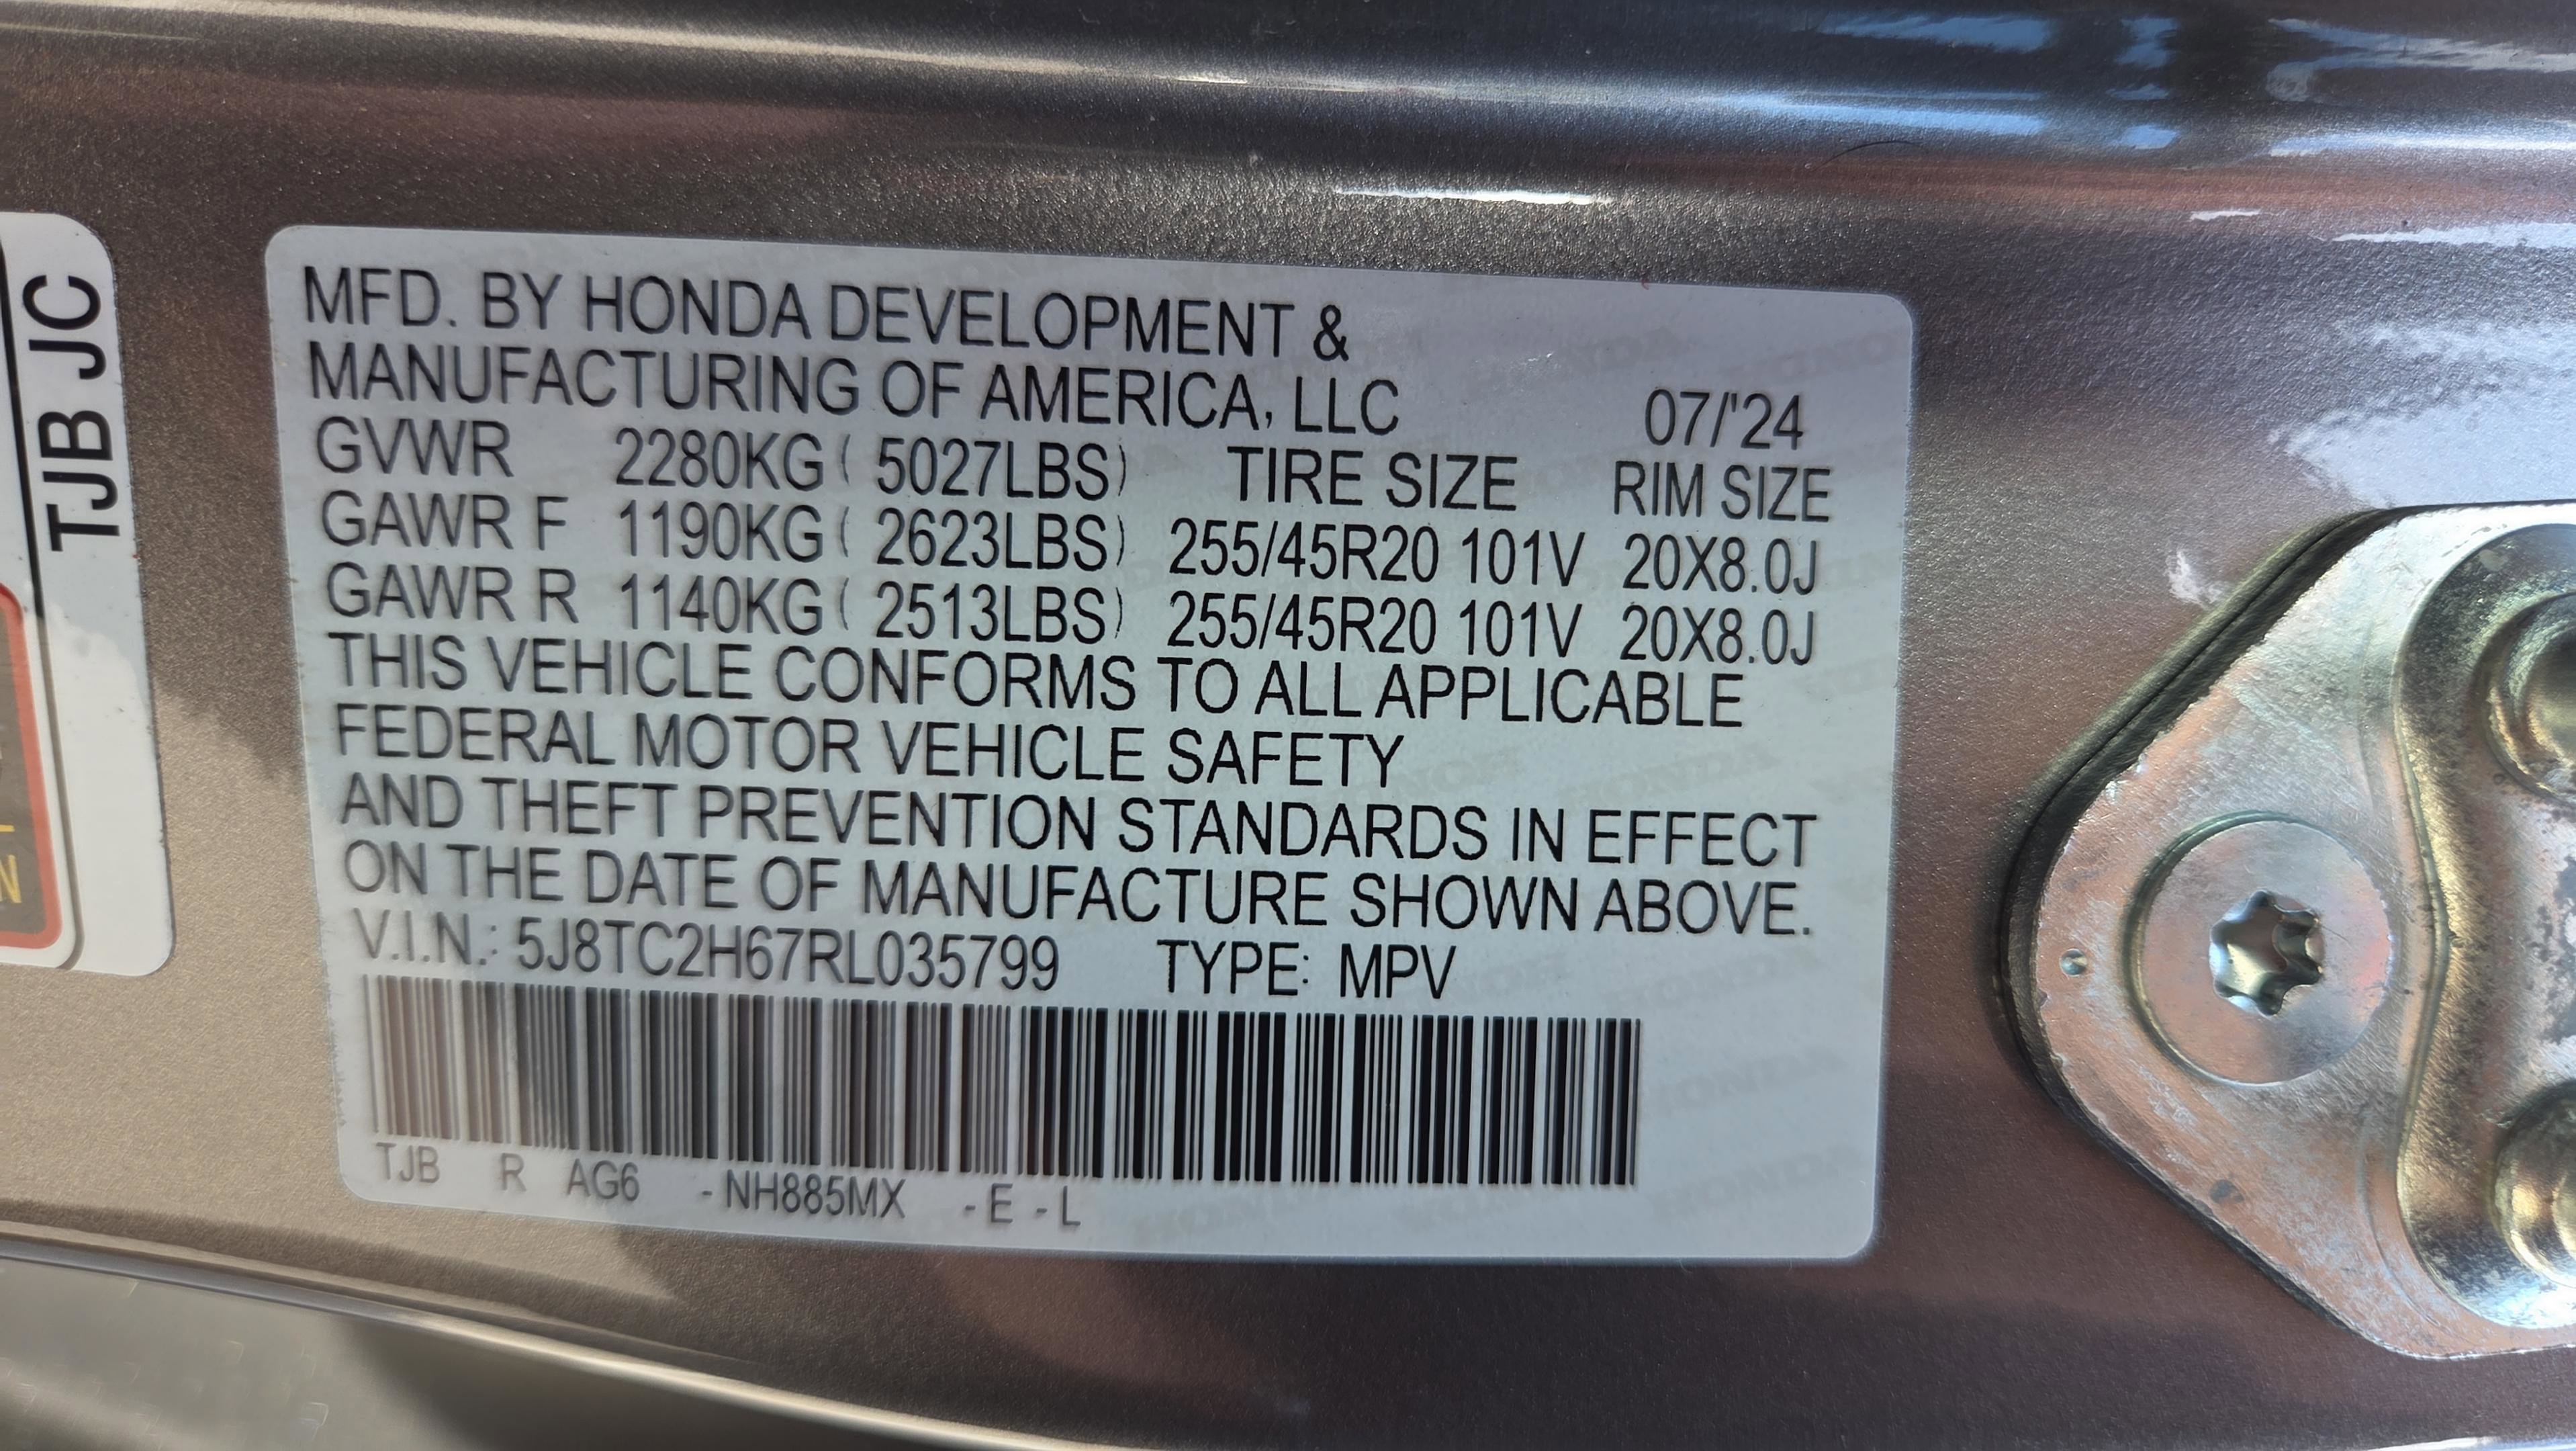 TJB JC
N
MFD. BY HONDA DEVELOPMENT &
MANUFACTURING OF AMERICA, LLC 07/'24
GVWR 2280KG( 5027LBS) TIRE SIZE RIM SIZE
GAWR F 1190KG( 2623LBS) 255/45R20 101V 20X8.0J
GAWR R 1140KG( 2513LBS) 255/45R20 101V 20X8.0J
THIS VEHICLE CONFORMS TO ALL APPLICABLE
FEDERAL MOTOR VEHICLE SAFETY
AND THEFT PREVENTION STANDARDS IN EFFECT
ON THE DATE OF MANUFACTURE SHOWN ABOVE.
V.I.N.: 5J8TC2H67RL035799 TYPE: MPV
TJB R AG6 -NH885MX -E -L